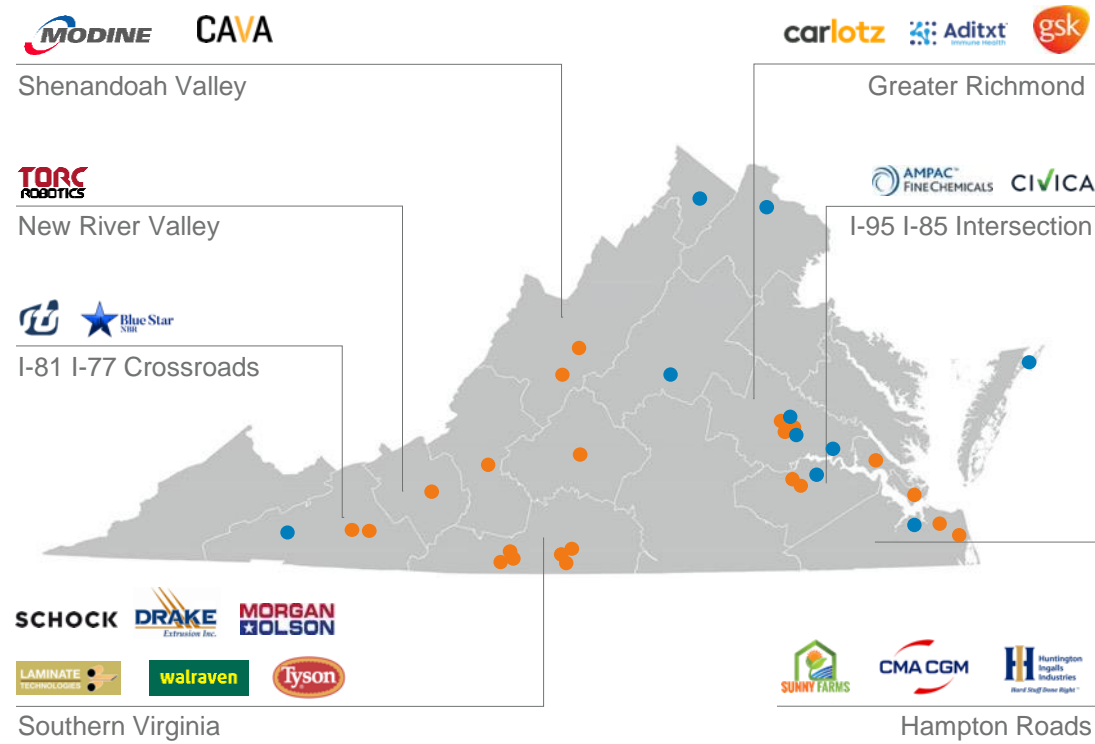 MODINE
CAVA
Shenandoah Valley
carlotz
Aditxt
Immune Health
gsk
Greater Richmond
TORC
ROBOTICS
New River Valley
AMPAC™
FINE CHEMICALS
CIVICA
I-95 I-85 Intersection
Blue Star
NBR
I-81 I-77 Crossroads
SCHOCK
DRAKE
Extrusion Inc.
MORGAN
OLSON
LAMINATE
TECHNOLOGIES
walraven
Tyson
Southern Virginia
SUNNY FARMS
CMA CGM
Huntington
Ingalls
Industries
Hard Stuff Done Right™
Hampton Roads